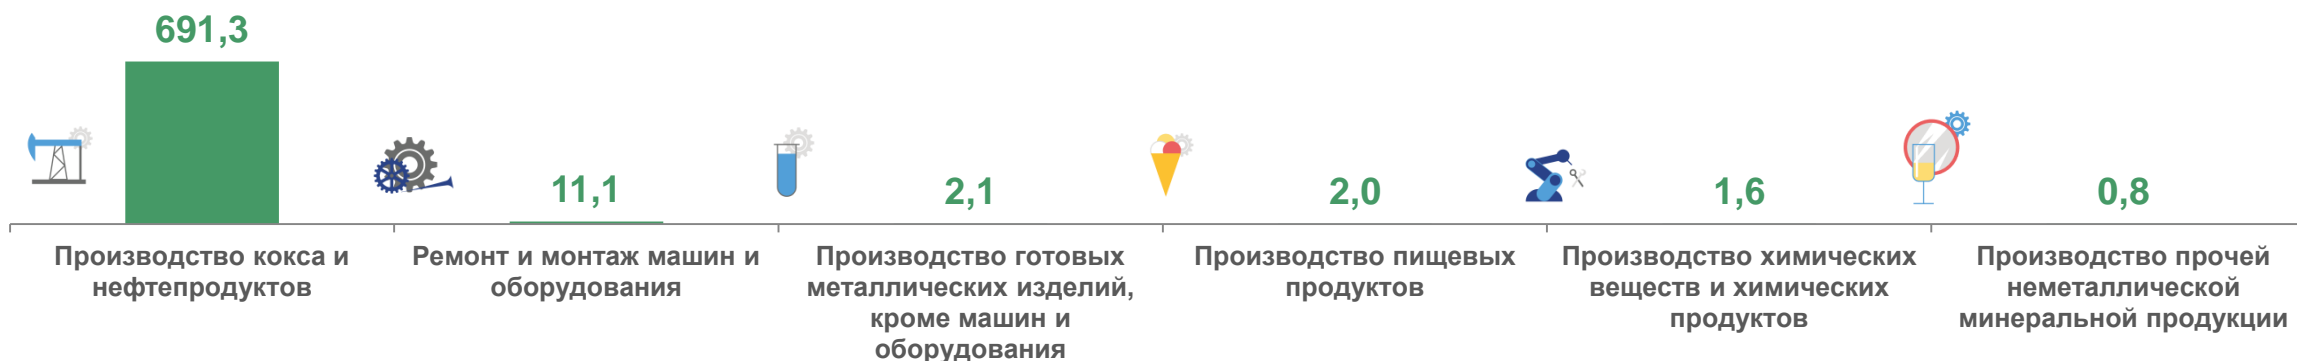 691,3
11,1
2,1
2,0
1,6
0,8
Производство кокса и
нефтепродуктов
Ремонт и монтаж машин и
оборудования
Производство готовых
металлических изделий,
кроме машин и
оборудования
Производство пищевых
продуктов
Производство химических
веществ и химических
продуктов
Производство прочей
неметаллической
минеральной продукции